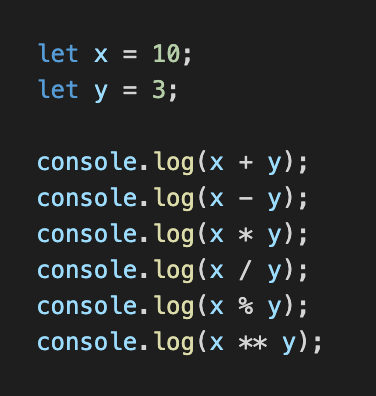 let x = 10;
let y = 3;
console.log(x + y);
console.log(x - y);
console.log(x * y);
console.log(x / y);
console.log(x % y);
console.log(x ** y);